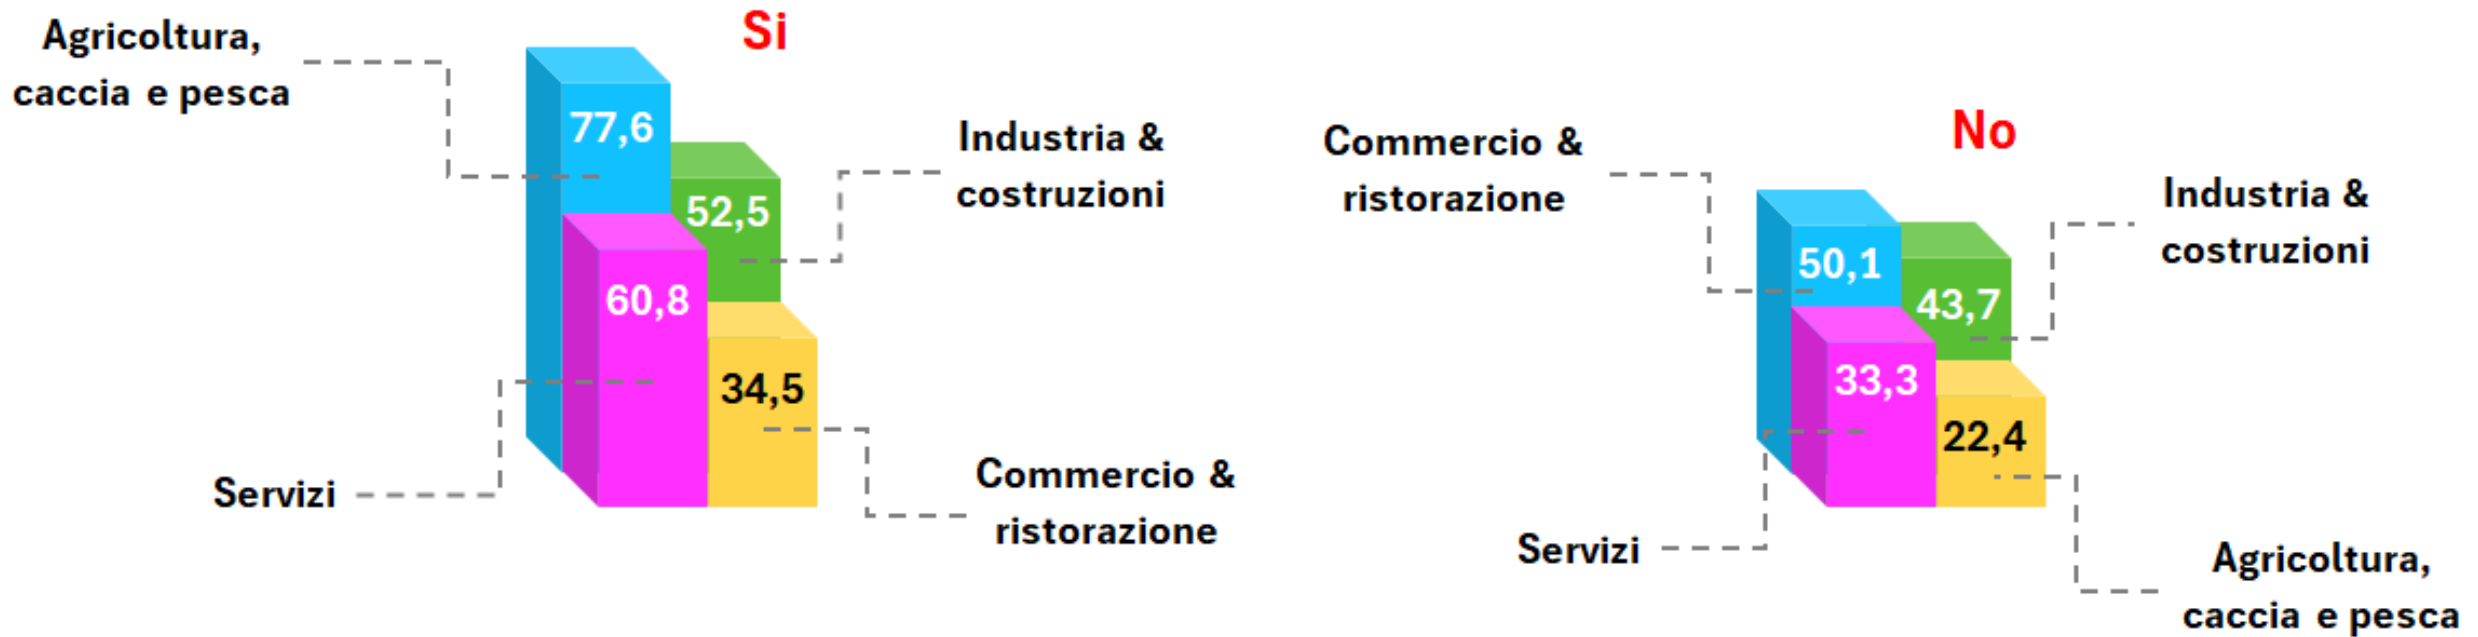 Si
Agricoltura,
caccia e pesca
77,6
Industria &
costruzioni
52,5
60,8
34,5
Servizi
Commercio &
ristorazione
No
Commercio &
ristorazione
Industria &
costruzioni
50,1
43,7
33,3
22,4
Servizi
Agricoltura,
caccia e pesca